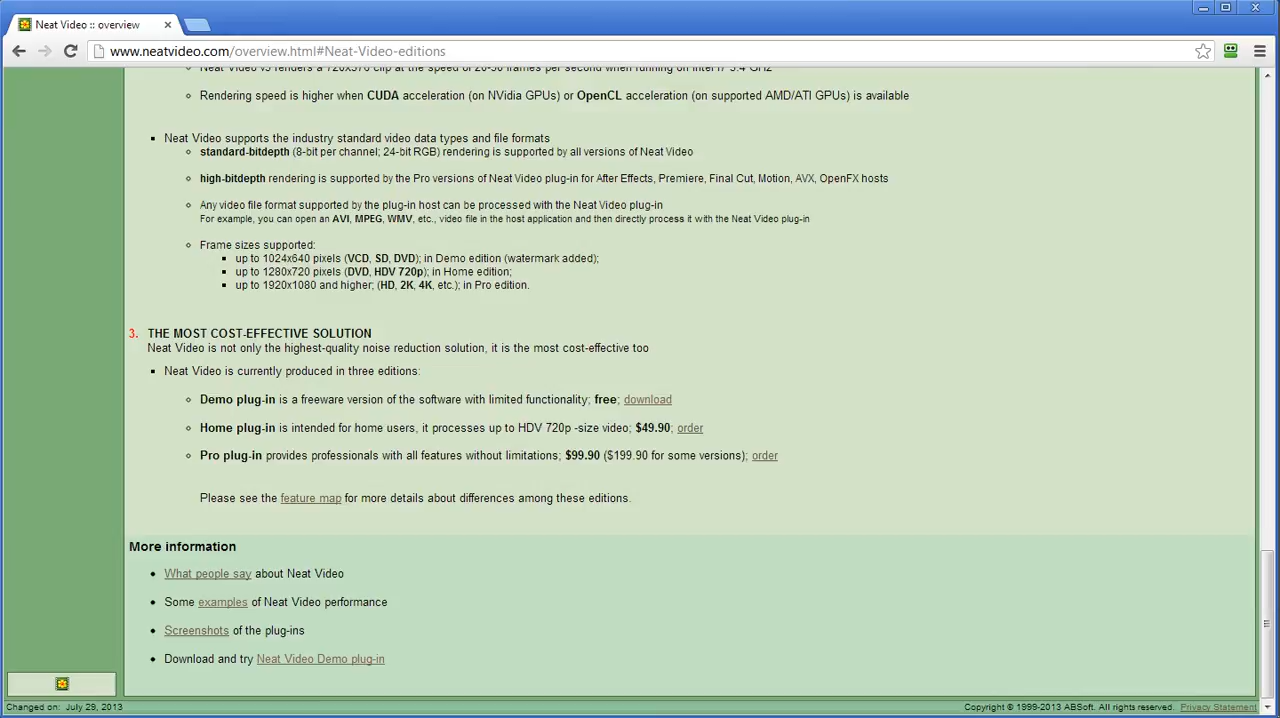 Neat Video :: overview
www.neatvideo.com/overview.html#Neat-Video-editions
Neat Video v3 renders a 720x576 clip at the speed of 20-50 frames per second when running on Intel i7 3.4 GHz
Rendering speed is higher when CUDA acceleration (on NVidia GPUs) or OpenCL acceleration (on supported AMD/ATI GPUs) is available
Neat Video supports the industry standard video data types and file formats
standard-bitdepth (8-bit per channel; 24-bit RGB) rendering is supported by all versions of Neat Video
high-bitdepth rendering is supported by the Pro versions of Neat Video plug-in for After Effects, Premiere, Final Cut, Motion, AVX, OpenFX hosts
Any video file format supported by the plug-in host can be processed with the Neat Video plug-in
For example, you can open an AVI, MPEG, WMV, etc., video file in the host application and then directly process it with the Neat Video plug-in
Frame sizes supported:
up to 1024x640 pixels (VCD, SD, DVD); in Demo edition (watermark added);
up to 1280x720 pixels (DVD, HDV 720p); in Home edition;
up to 1920x1080 and higher; (HD, 2K, 4K, etc.); in Pro edition.
3. THE MOST COST-EFFECTIVE SOLUTION
Neat Video is not only the highest-quality noise reduction solution, it is the most cost-effective too
Neat Video is currently produced in three editions:
Demo plug-in is a freeware version of the software with limited functionality; free; download
Home plug-in is intended for home users, it processes up to HDV 720p -size video; $49.90; order
Pro plug-in provides professionals with all features without limitations; $99.90 ($199.90 for some versions); order
Please see the feature map for more details about differences among these editions.
More information
What people say about Neat Video
Some examples of Neat Video performance
Screenshots of the plug-ins
Download and try Neat Video Demo plug-in
Changed on: July 29, 2013
Copyright © 1999-2013 ABSoft. All rights reserved. Privacy Statement